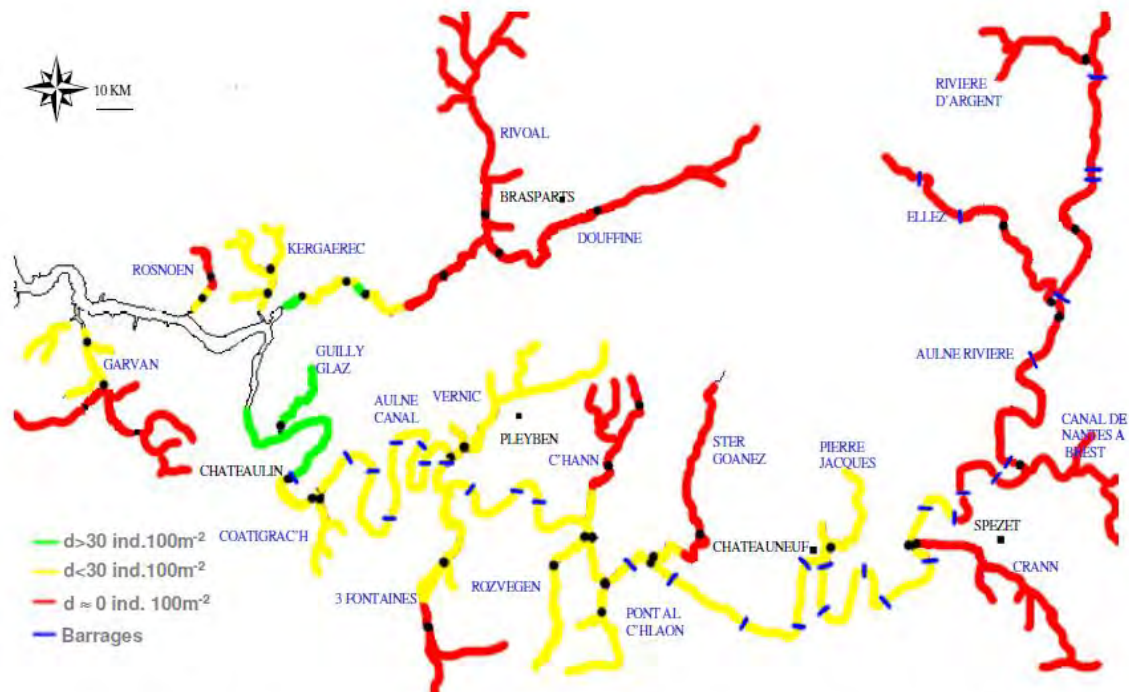 10 KM
RIVIERE
D'ARGENT
RIVOAL
BRASPARTS
ELLEZ
DOUFFINE
KERGAEREC
ROSNOEN
GARVAN
GUILLY
GLAZ
AULNE RIVIERE
AULNE
CANAL
VERNIC
PLEYBEN
C'HANN
STER
GOANEZ
PIERRE
JACQUES
CANAL DE
NANTES A
BREST
CHATEAULIN
COATIGRAC'H
SPEZET
CHATEAUNEUF
CRANN
3 FONTAINES
ROZVEGEN
PONT AL
C'HLAON
d>30 ind.100m-2
d<30 ind.100m-2
d ≈ 0 ind. 100m-2
Barrages